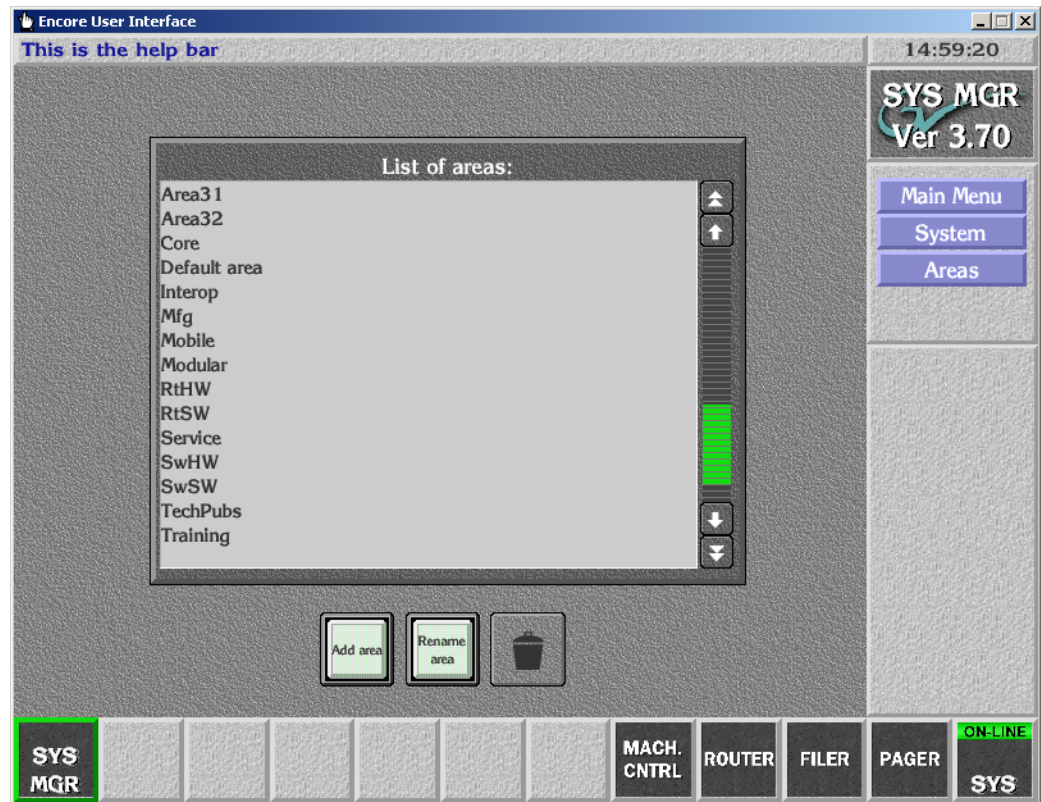 Encore User Interface
This is the help bar
14:59:20
SYS MGR
Ver 3.70
Main Menu
System
Areas
List of areas:
Area31
Area32
Core
Default area
Interop
Mfg
Mobile
Modular
RtHW
RtSW
Service
SwHW
SwSW
TechPubs
Training
Add area
Rename
area
SYS
MGR
MACH.
CNTRL
ROUTER
FILER
PAGER
ON-LINE
SYS